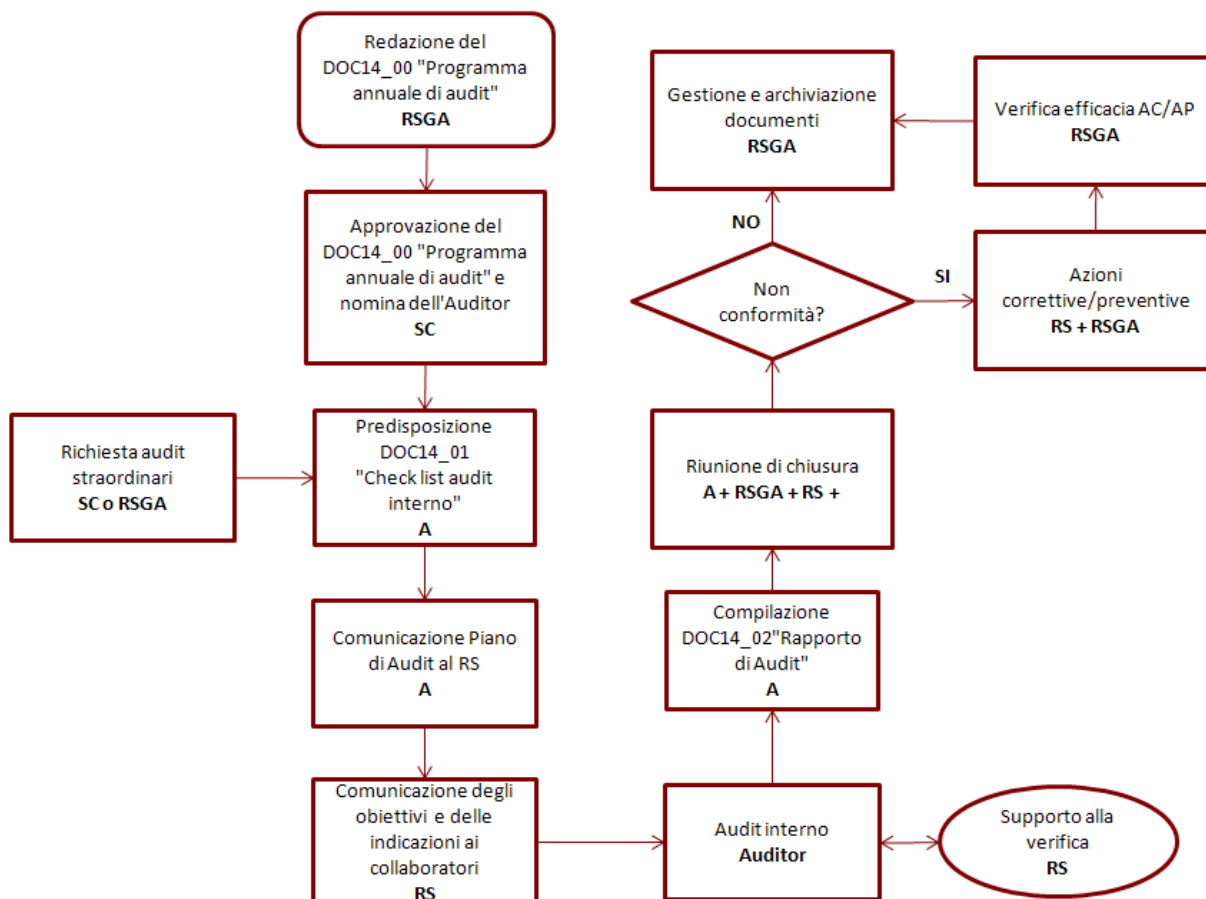 Redazione del
DOC14_00 "Programma
annuale di audit"
RSGA
Approvazione del
DOC14_00 "Programma
annuale di audit" e
nomina dell'Auditor
SC
Richiesta audit
straordinari
SC o RSGA
Predisposizione
DOC14_01
"Check list audit
interno"
A
Comunicazione Piano
di Audit al RS
A
Comunicazione degli
obiettivi e delle
indicazioni ai
collaboratori
RS
Audit interno
Auditor
Supporto alla
verifica
RS
Compilazione
DOC14_02"Rapporto
di Audit"
A
Riunione di chiusura
A + RSGA + RS +
Non
conformità?
NO
SI
Gestione e archiviazione
documenti
RSGA
Azioni
correttive/preventive
RS + RSGA
Verifica efficacia AC/AP
RSGA